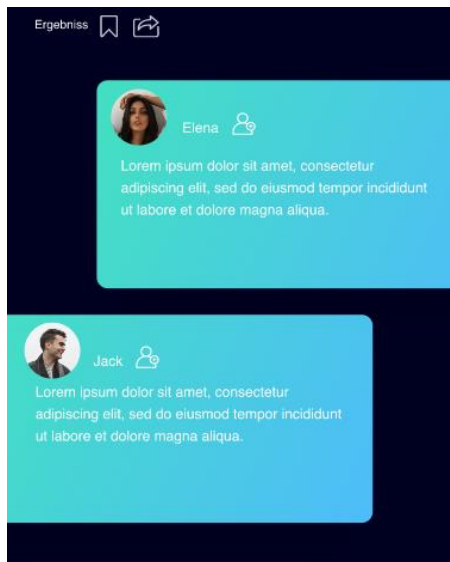 Ergebniss
Elena
Lorem ipsum dolor sit amet, consectetur
adipiscing elit, sed do eiusmod tempor incididunt
ut labore et dolore magna aliqua.
Jack
Lorem ipsum dolor sit amet, consectetur
adipiscing elit, sed do eiusmod tempor incididunt
ut labore et dolore magna aliqua.